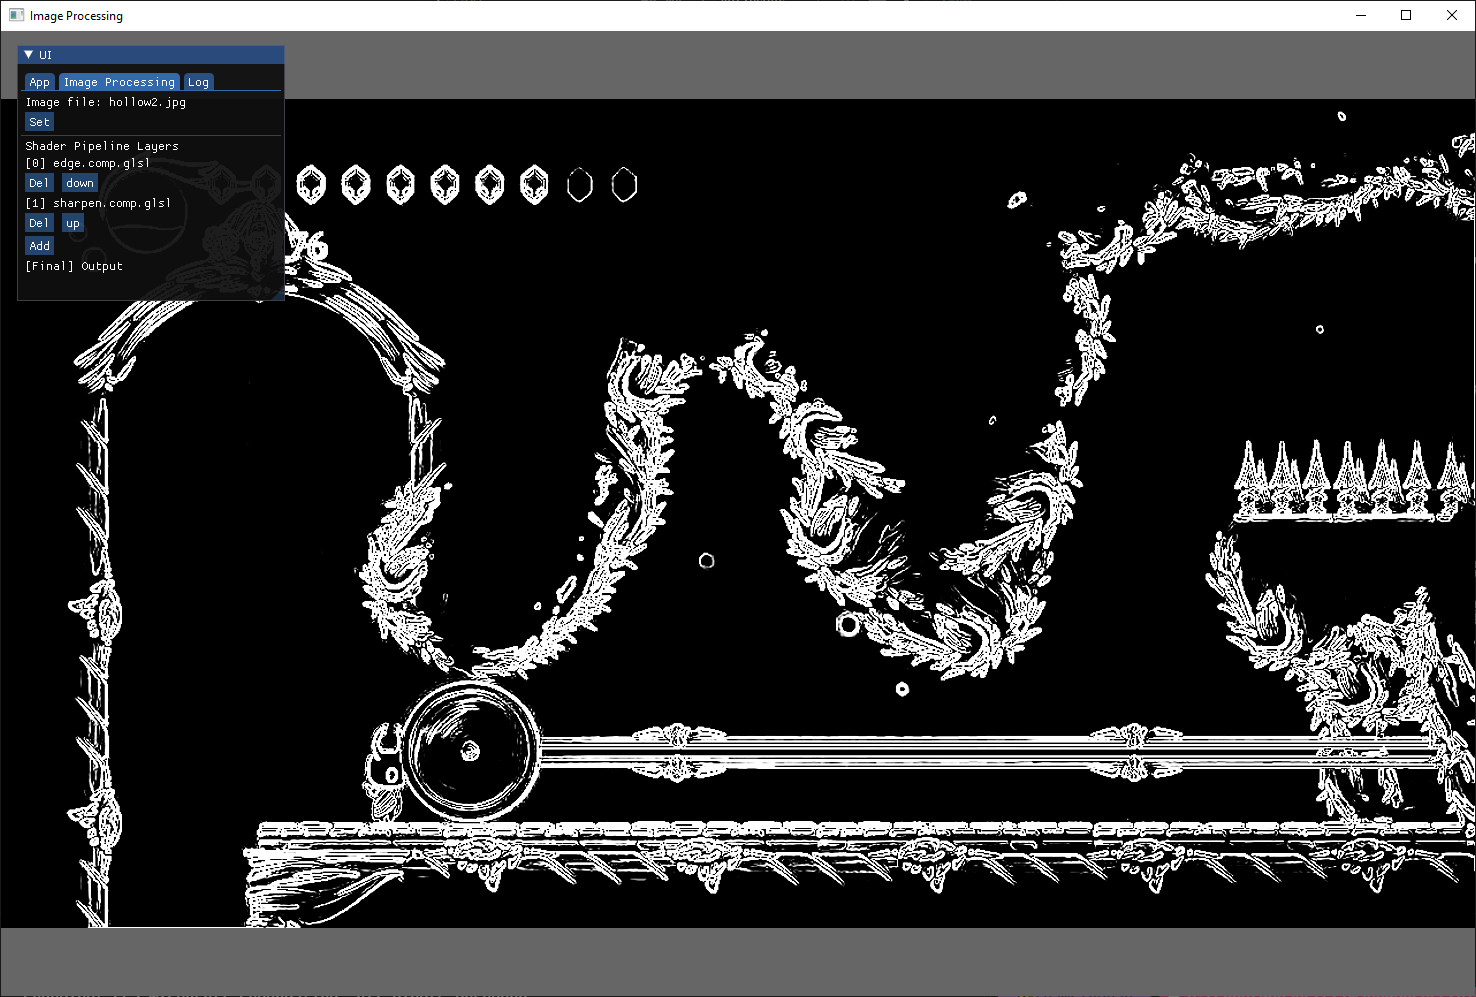 Image Processing
UI
App Image Processing Log
Image file: hollow2.jpg
Set
Shader Pipeline Layers
[0] edge.comp.glsl
Del down
[1] sharpen.comp.glsl
Del up
Add
[Final] Output